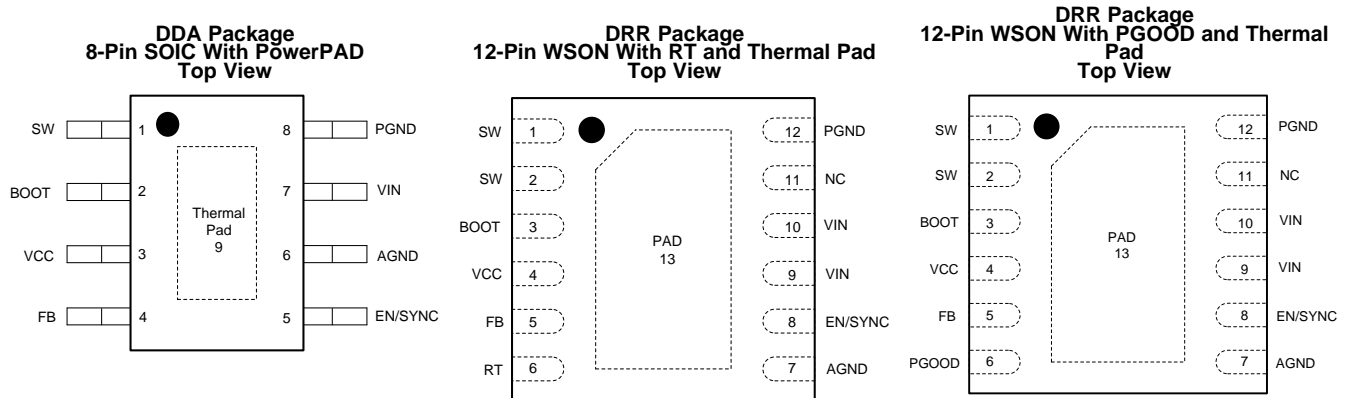 DDA Package
8-Pin SOIC With PowerPAD
Top View
SW 1 8 PGND
BOOT 2 7 VIN
Thermal
Pad
9
VCC 3 6 AGND
FB 4 5 EN/SYNC
DRR Package
12-Pin WSON With RT and Thermal Pad
Top View
SW 1 12 PGND
SW 2 11 NC
BOOT 3 10 VIN
PAD
13
VCC 4 9 VIN
FB 5 8 EN/SYNC
RT 6 7 AGND
DRR Package
12-Pin WSON With PGOOD and Thermal
Pad
Top View
SW 1 12 PGND
SW 2 11 NC
BOOT 3 10 VIN
PAD
13
VCC 4 9 VIN
FB 5 8 EN/SYNC
PGOOD 6 7 AGND